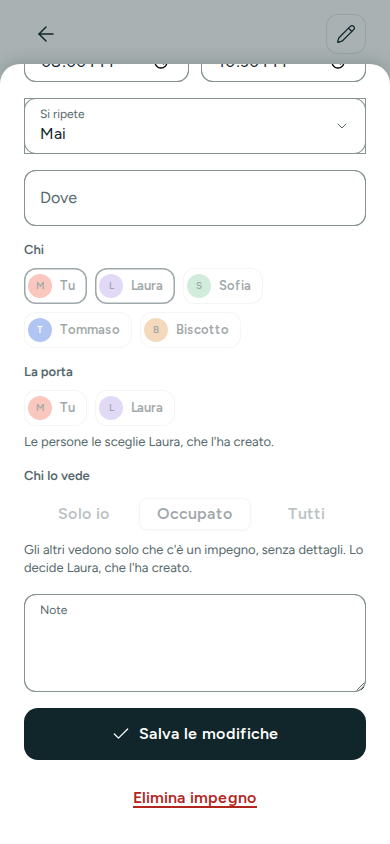 Si ripete
Mai
Dove
Chi
M Tu L Laura S Sofia
T Tommaso B Biscotto
La porta
M Tu L Laura
Le persone le sceglie Laura, che l'ha creato.
Chi lo vede
Solo io Occupato Tutti
Gli altri vedono solo che c'è un impegno, senza dettagli. Lo
decide Laura, che l'ha creato.
Note
Salva le modifiche
Elimina impegno